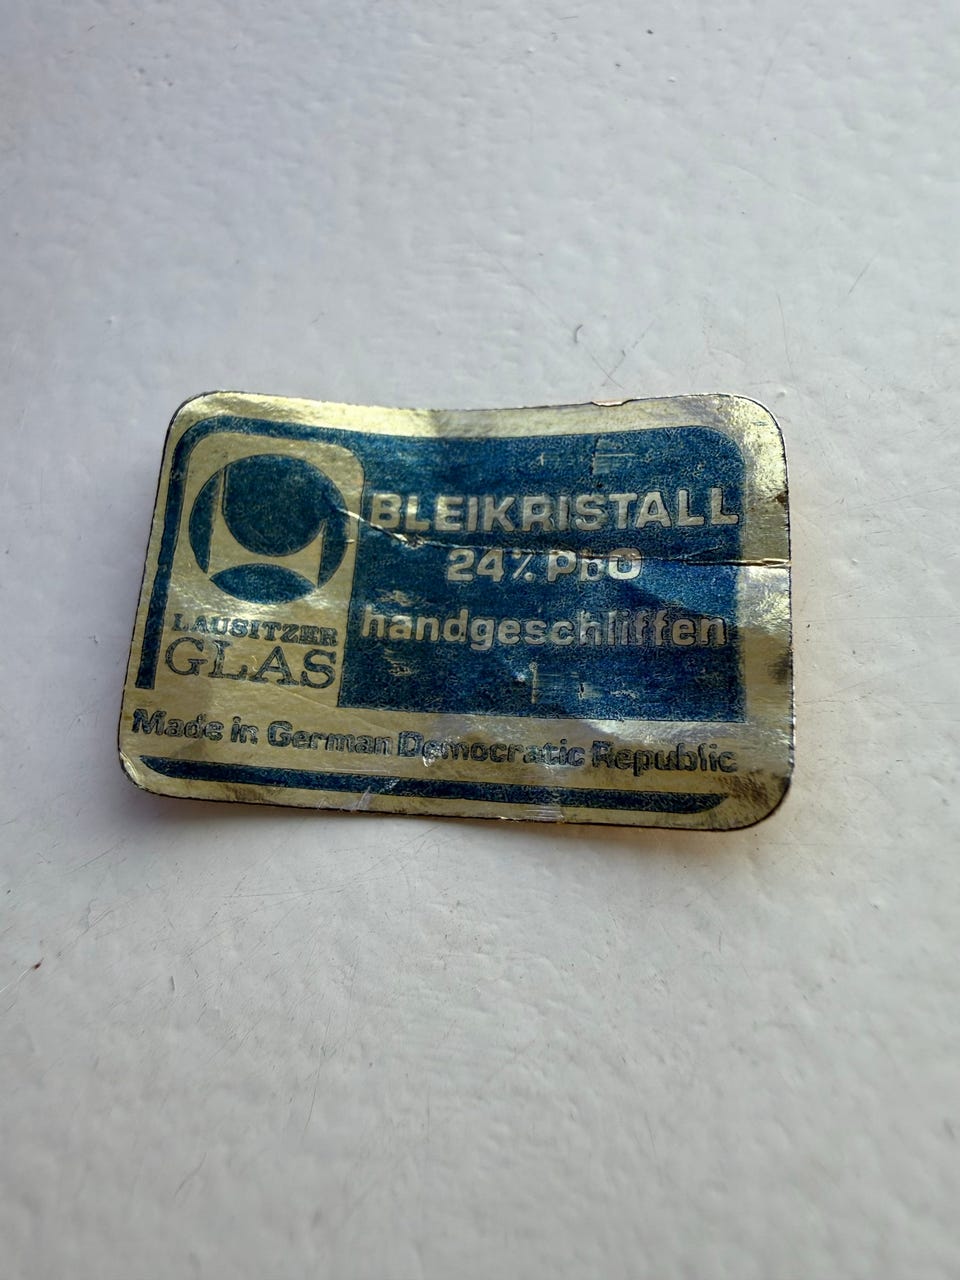 BLEIKRISTALL
24% PbO
handgeschliffen
LAUSITZER
GLAS
Made in German Democratic Republic